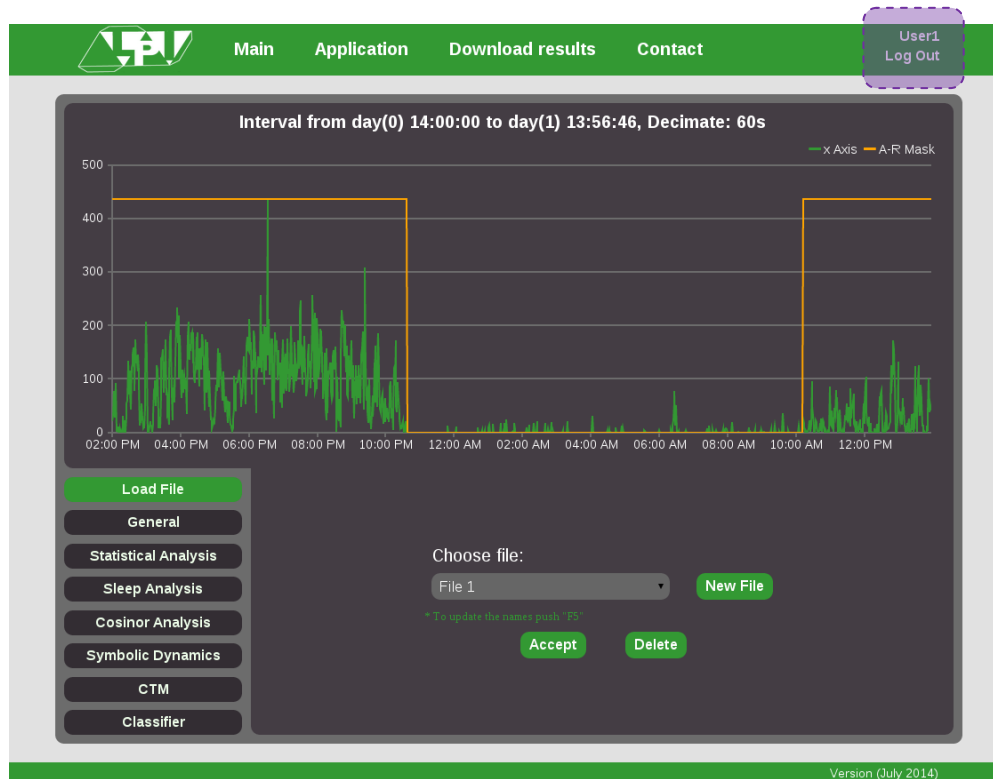 Main Application Download results Contact
User1
Log Out
Interval from day(0) 14:00:00 to day(1) 13:56:46, Decimate: 60s
x Axis A-R Mask
500
400
300
200
100
0
02:00 PM 04:00 PM 06:00 PM 08:00 PM 10:00 PM 12:00 AM 02:00 AM 04:00 AM 06:00 AM 08:00 AM 10:00 AM 12:00 PM
Load File
General
Statistical Analysis
Sleep Analysis
Cosinor Analysis
Symbolic Dynamics
CTM
Classifier
Choose file:
File 1 New File
* To update the names push "F5"
Accept Delete
Version (July 2014)